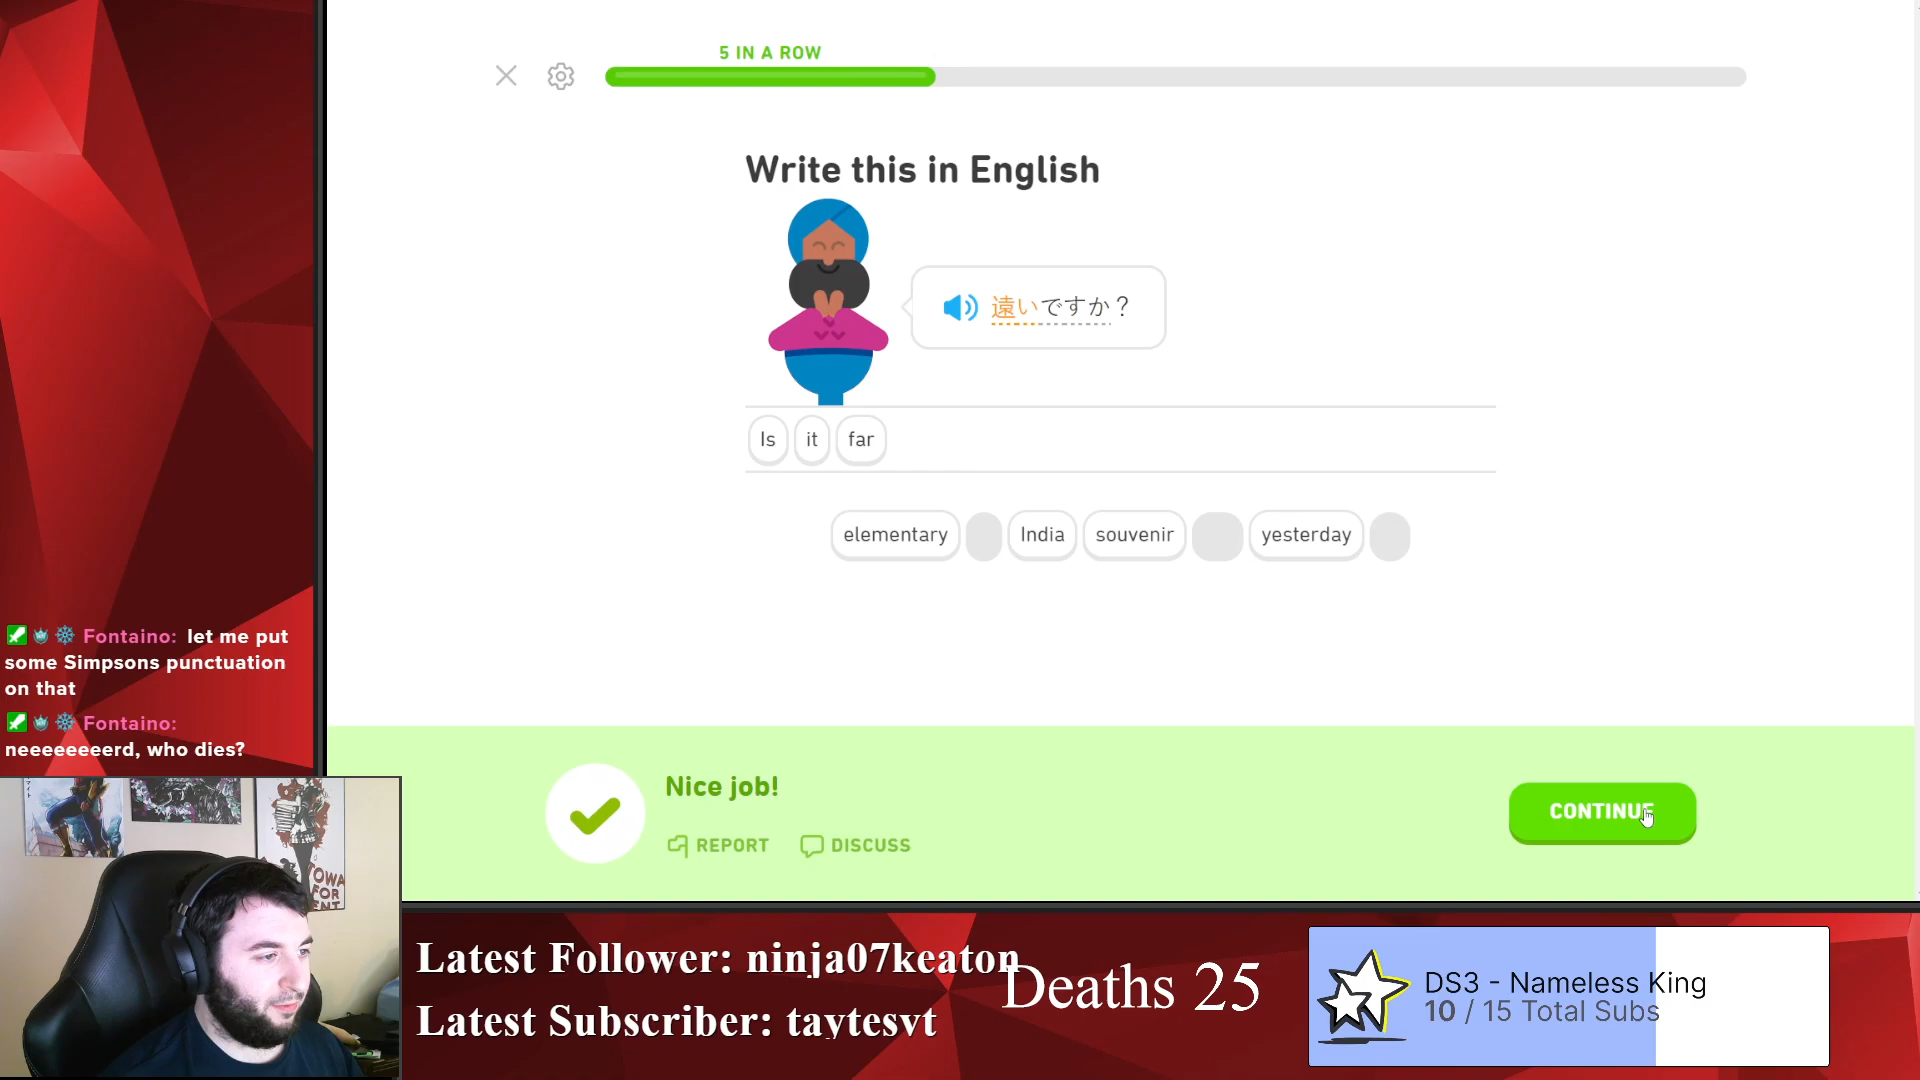 5 IN A ROW
Write this in English
遠いですか？
Is it far
elementary India souvenir yesterday
Fontaino: let me put
some Simpsons punctuation
on that
Fontaino:
neeeeeeeerd, who dies?
Nice job!
REPORT DISCUSS
CONTINUE
Latest Follower: ninja07keaton
Latest Subscriber: taytesvt
Deaths 25
DS3 - Nameless King
10 / 15 Total Subs